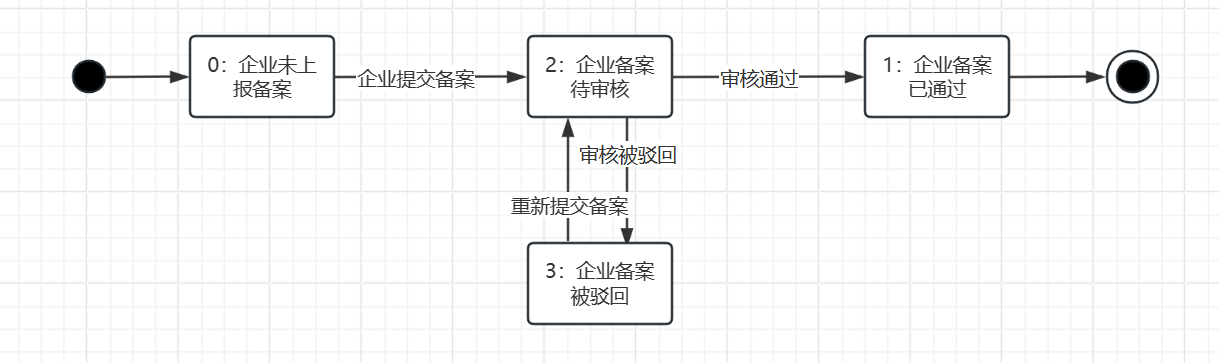 0：企业未上
报备案
企业提交备案
2：企业备案
待审核
审核通过
1：企业备案
已通过
审核被驳回
重新提交备案
3：企业备案
被驳回